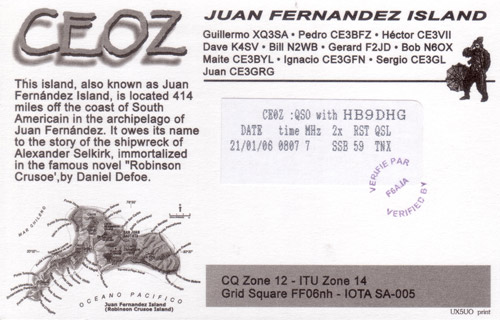 CE0Z
JUAN FERNANDEZ ISLAND
Guillermo XQ3SA • Pedro CE3BFZ • Héctor CE3VII
Dave K4SV • Bill N2WB • Gerard F2JD • Bob N6OX
Maite CE3BYL • Ignacio CE3GFN • Sergio CE3GL
Juan CE3GRG
This island, also known as Juan
Fernández Island, is located 414
miles off the coast of South
Americain in the archipelago of
Juan Fernández. It owes its name
to the story of the shipwreck of
Alexander Selkirk, immortalized
in the famous novel "Robinson
Crusoe',by Daniel Defoe.
CE0Z :QSO with HB9DHG
DATE time MHz 2x RST QSL
21/01/06 0807 7 SSB 59 TNX
VERIFIE PAR
F6AJA
VERIFIED BY
MAR CHILENO
OCEANO PACIFICO
Juan Fernandez Island
(Robinson Crusoe Island)
CQ Zone 12 - ITU Zone 14
Grid Square FF06nh - IOTA SA-005
UX5UO print